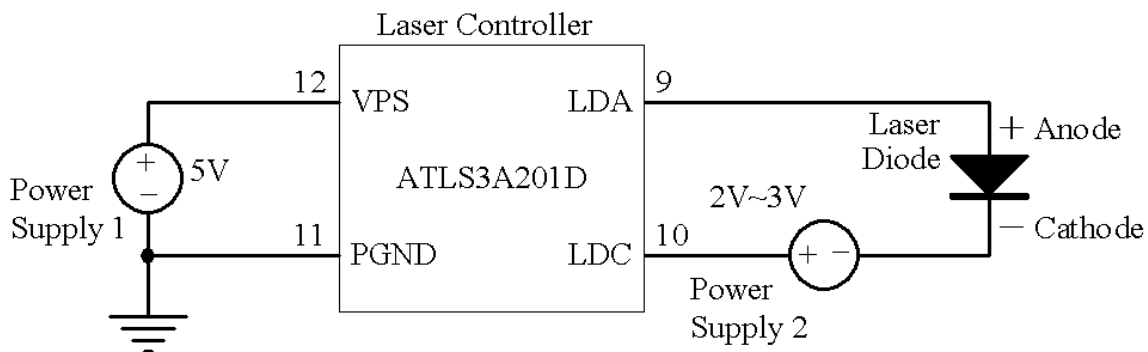 Laser Controller
12
VPS
LDA
9
+ Anode
Laser
Diode
+
−
5V
ATLS3A201D
Power
Supply 1
2V~3V
− Cathode
11
PGND
LDC
10
+ −
Power
Supply 2